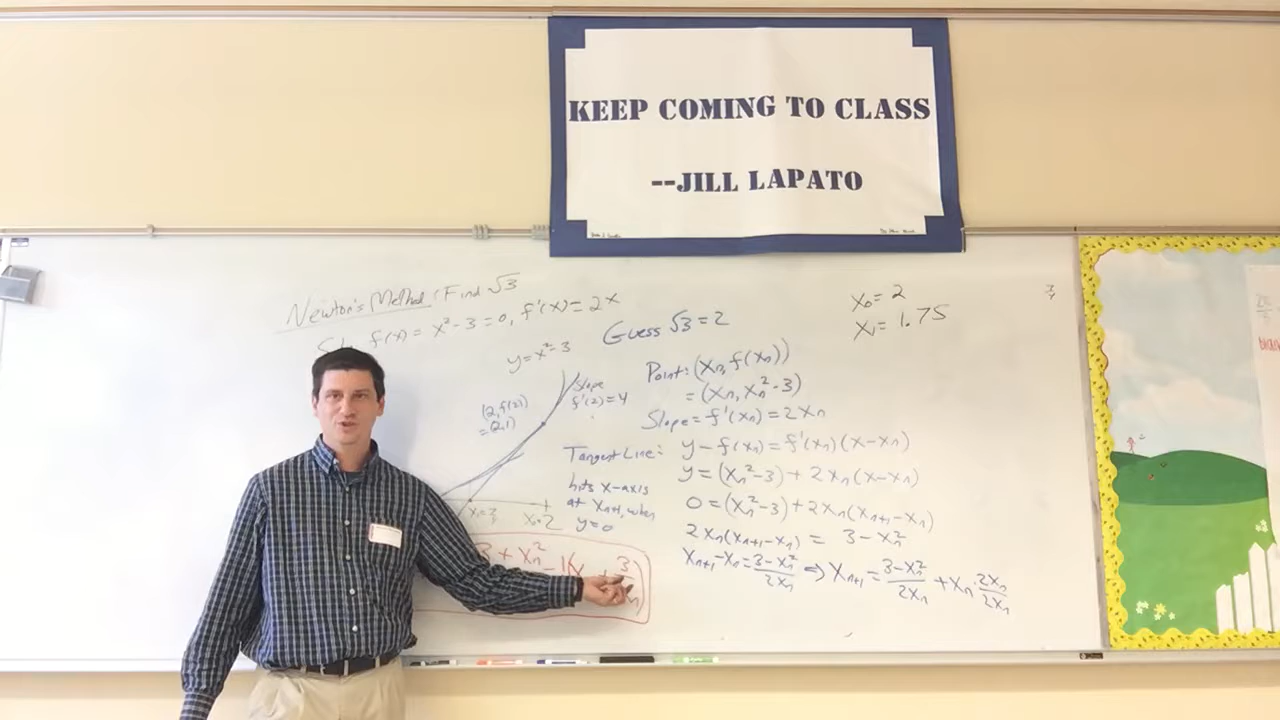 KEEP COMING TO CLASS
--JILL LAPATO
Newton's Method: Find √3
f(x) = x²-3=0, f'(x)=2x
Guess √3=2
x₀=2
x₁=1.75
y=x²-3
Slope
f'(2)=4
(2,f(2))
=(2,1)
Point: (xₙ, f(xₙ))
= (xₙ, xₙ²-3)
Slope=f'(xₙ)=2xₙ
Tangent Line:
y-f(xₙ)=f'(xₙ)(x-xₙ)
y=(xₙ²-3)+2xₙ(x-xₙ)
hits x-axis
at xₙ₊₁, when
y=0
0=(xₙ²-3)+2xₙ(xₙ₊₁-xₙ)
2xₙ(xₙ₊₁-xₙ) = 3-xₙ²
xₙ₊₁-xₙ=3-xₙ²/2xₙ ⇒ xₙ₊₁=3-xₙ²/2xₙ + xₙ·2xₙ/2xₙ
x₀=2
3+xₙ²